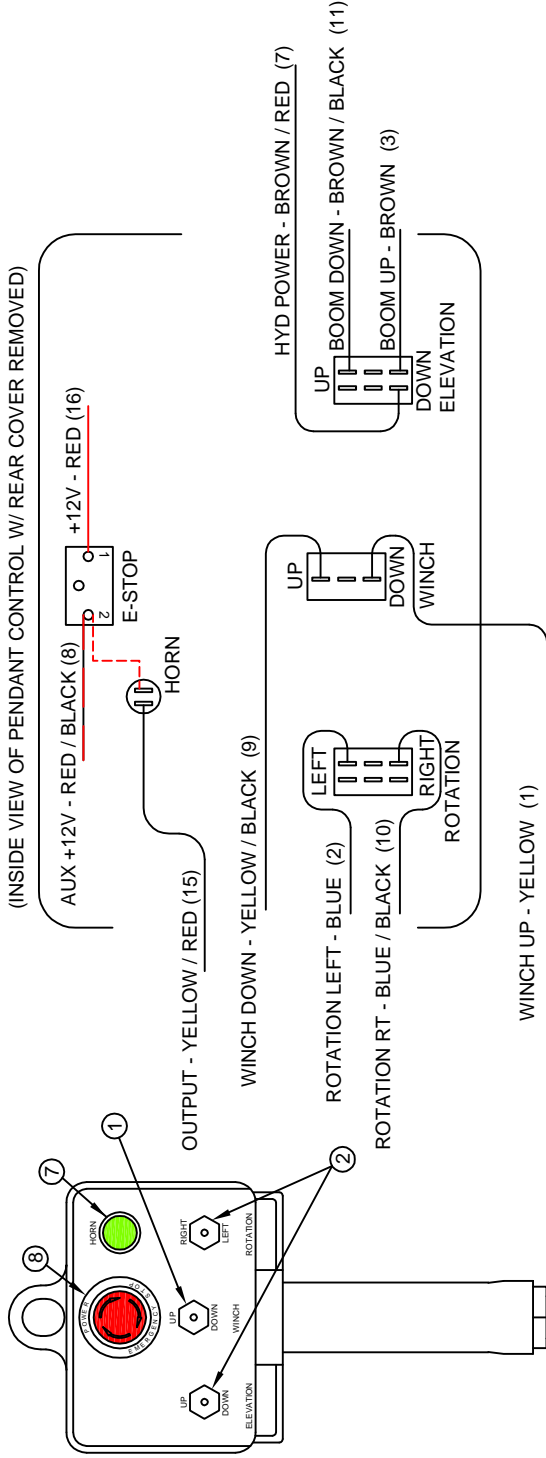 (INSIDE VIEW OF PENDANT CONTROL W/ REAR COVER REMOVED)
AUX +12V - RED / BLACK (8)
+12V - RED (16)
2
1
E-STOP
HORN
OUTPUT - YELLOW / RED (15)
WINCH DOWN - YELLOW / BLACK (9)
ROTATION LEFT - BLUE (2)
ROTATION RT - BLUE / BLACK (10)
WINCH UP - YELLOW (1)
LEFT
RIGHT
ROTATION
UP
DOWN
WINCH
UP
DOWN
ELEVATION
HYD POWER - BROWN / RED (7)
BOOM DOWN - BROWN / BLACK (11)
BOOM UP - BROWN (3)
8
7
1
2
POWER
EMERGENCY STOP
HORN
UP
DOWN
ELEVATION
UP
DOWN
WINCH
RIGHT
LEFT
ROTATION